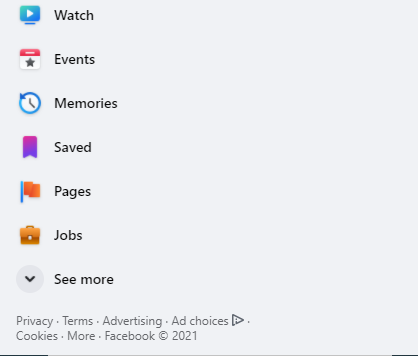 Watch
Events
Memories
Saved
Pages
Jobs
See more
Privacy · Terms · Advertising · Ad choices ·
Cookies · More · Facebook © 2021